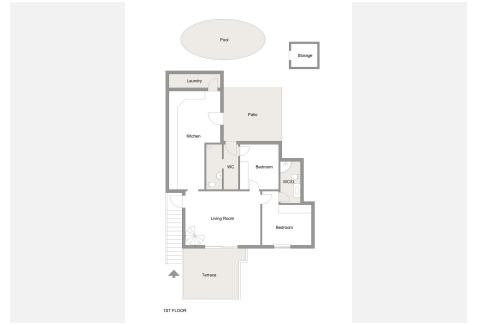 Pool
Storage
Laundry
Patio
Kitchen
WC
Bedroom
WC/D.
Living Room
Bedroom
Terrace
1ST FLOOR